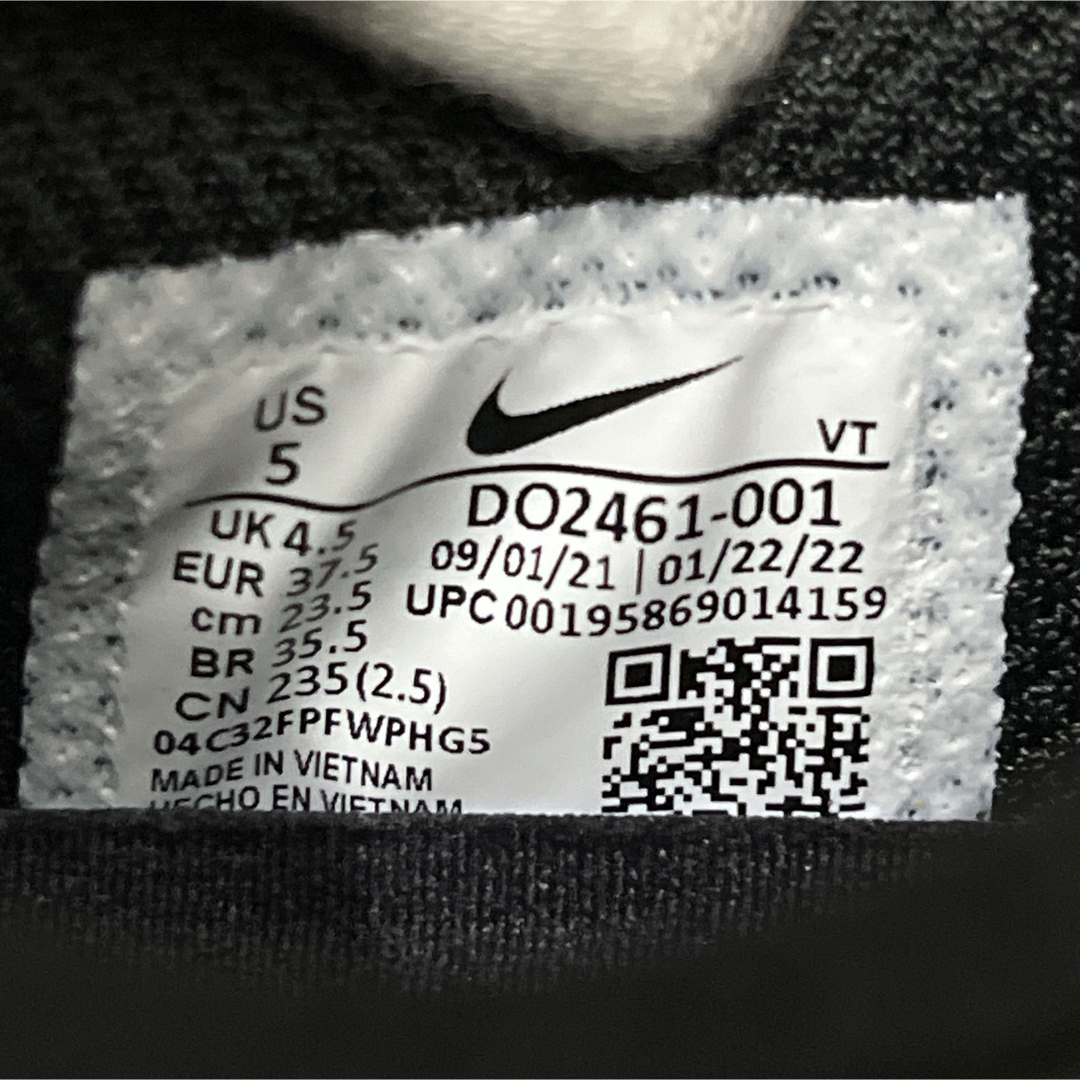 US
5
VT
UK 4.5
EUR 37.5
cm 23.5
BR 35.5
CN 235(2.5)
DO2461-001
09/01/21 | 01/22/22
UPC 00195869014159
04C32FPFWPHG5
MADE IN VIETNAM
HECHO EN VIETNAM